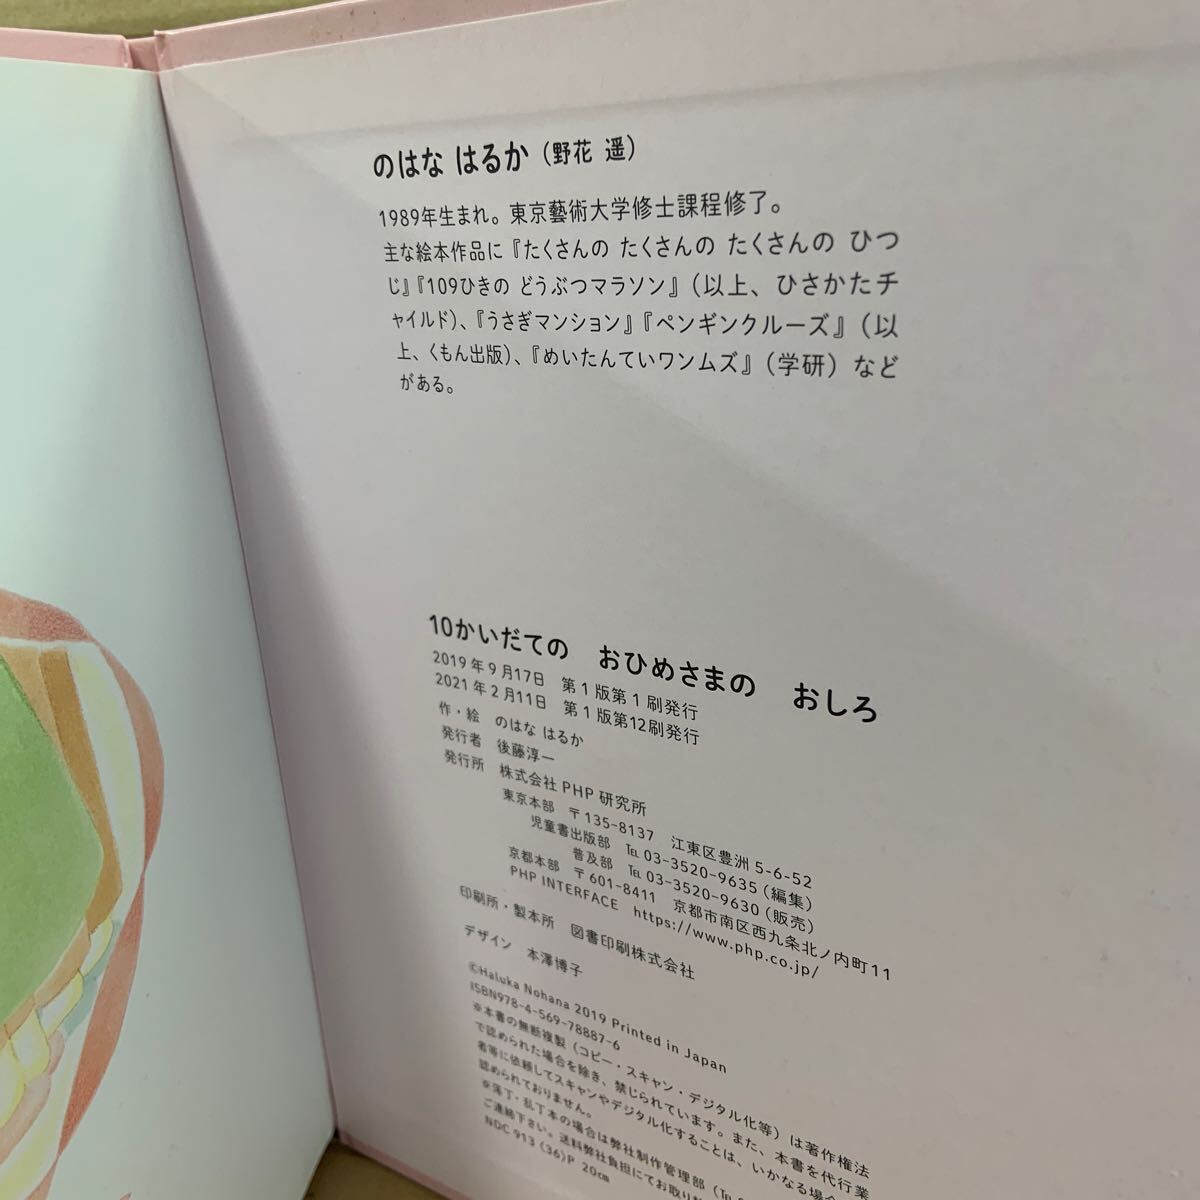 のはな はるか（野花 遥）
1989年生まれ。東京藝術大学修士課程修了。
主な絵本作品に『たくさんの たくさんの たくさんの ひつ
じ』『109ひきの どうぶつマラソン』（以上、ひさかたチ
ャイルド）、『うさぎマンション』『ペンギンクルーズ』（以
上、くもん出版）、『めいたんていワンムズ』（学研）など
がある。
10かいだての おひめさまの おしろ
2019年9月17日 第1版第1刷発行
2021年2月11日 第1版第12刷発行
作・絵 のはな はるか
発行者 後藤淳一
発行所 株式会社PHP研究所
東京本部 〒135-8137 江東区豊洲5-6-52
児童書出版部 ℡03-3520-9635（編集）
普及部 ℡03-3520-9630（販売）
京都本部 〒601-8411 京都市南区西九条北ノ内町11
PHP INTERFACE https://www.php.co.jp/
印刷所・製本所 図書印刷株式会社
デザイン 本澤博子
©Haluka Nohana 2019 Printed in Japan
ISBN978-4-569-78887-6
※本書の無断複製（コピー・スキャン・デジタル化等）は著作権法
で認められた場合を除き、禁じられています。また、本書を代行業
者等に依頼してスキャンやデジタル化することは、いかなる場合
認められておりません。
※落丁・乱丁本の場合は弊社制作管理部（℡
ご連絡下さい。送料弊社負担にてお取り
NDC 913 〈36〉P 20cm